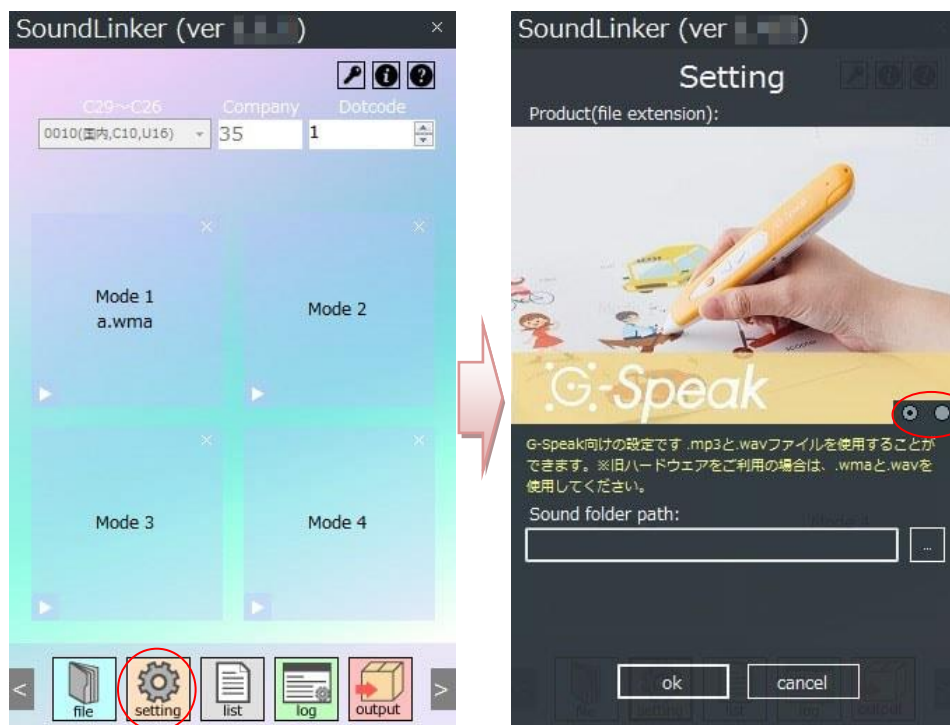 SoundLinker (ver )
C29～C26 Company Dotcode
0010(国内,C10,U16) 35 1
Mode 1
a.wma
Mode 2
Mode 3
Mode 4
file setting list log output
SoundLinker (ver )
Setting
Product(file extension):
G-Speak
G-Speak向けの設定です .mp3と.wavファイルを使用することが
できます。※旧ハードウェアをご利用の場合は、.wmaと.wavを
使用してください。
Sound folder path:
...
ok cancel